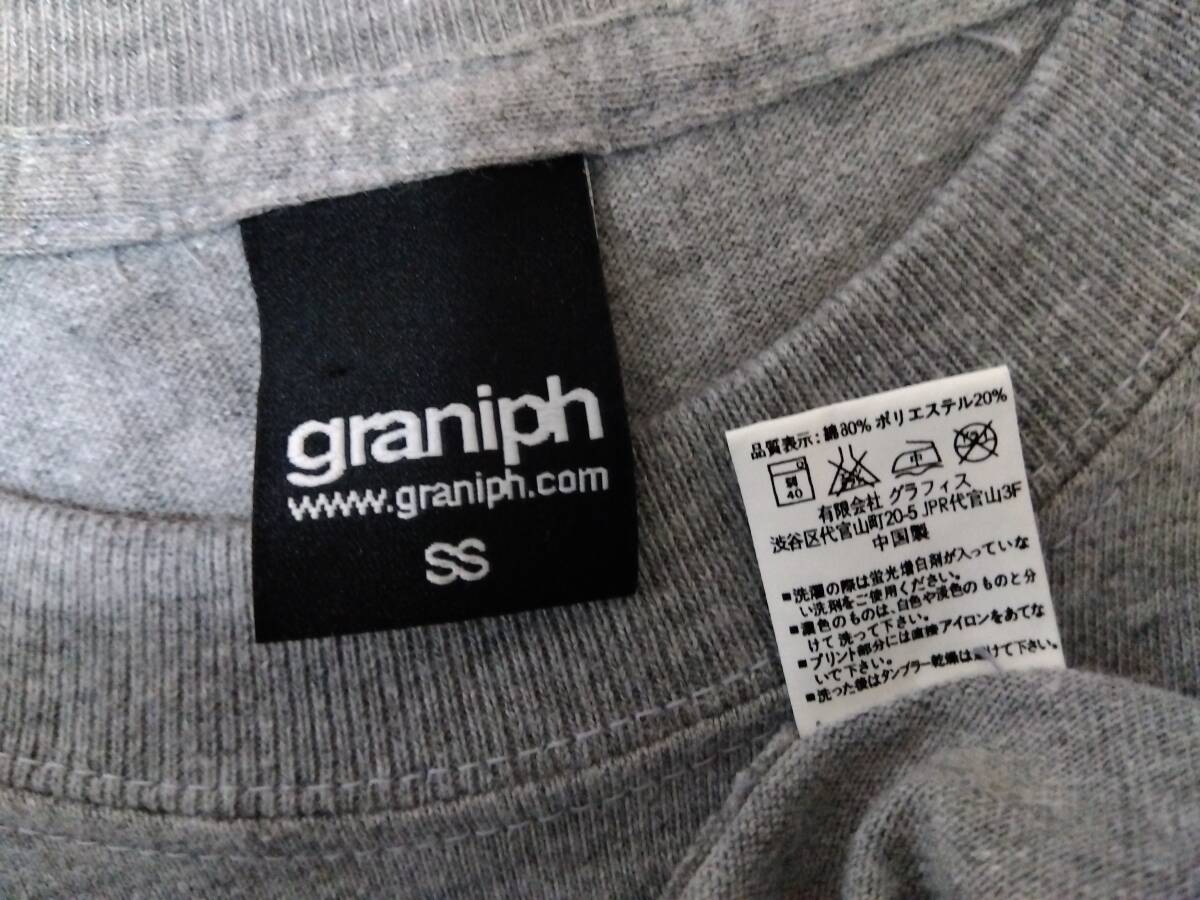 graniph
www.graniph.com
SS
品質表示:綿80% ポリエステル20%
弱
40
中
有限会社 グラフィス
渋谷区代官山町20-5 JPR代官山3F
中国製
■洗濯の際は蛍光増白剤が入っていな
い洗剤をご使用ください。
■濃色のものは、白色や淡色のものと分
けて洗って下さい。
■プリント部分には直接アイロンをあてな
いで下さい。
■洗った後はタンブラー乾燥は避けて下さい。